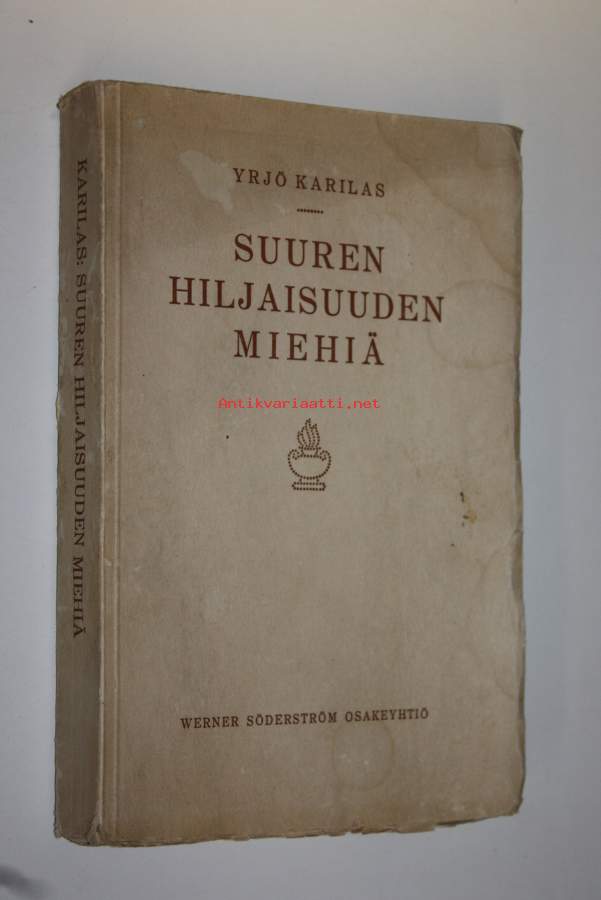 KARILAS: SUUREN HILJAISUUDEN MIEHIÄ
YRJÖ KARILAS
SUUREN
HILJAISUUDEN
MIEHIÄ
Antikvariaatti.net
WERNER SÖDERSTRÖM OSAKEYHTIÖ